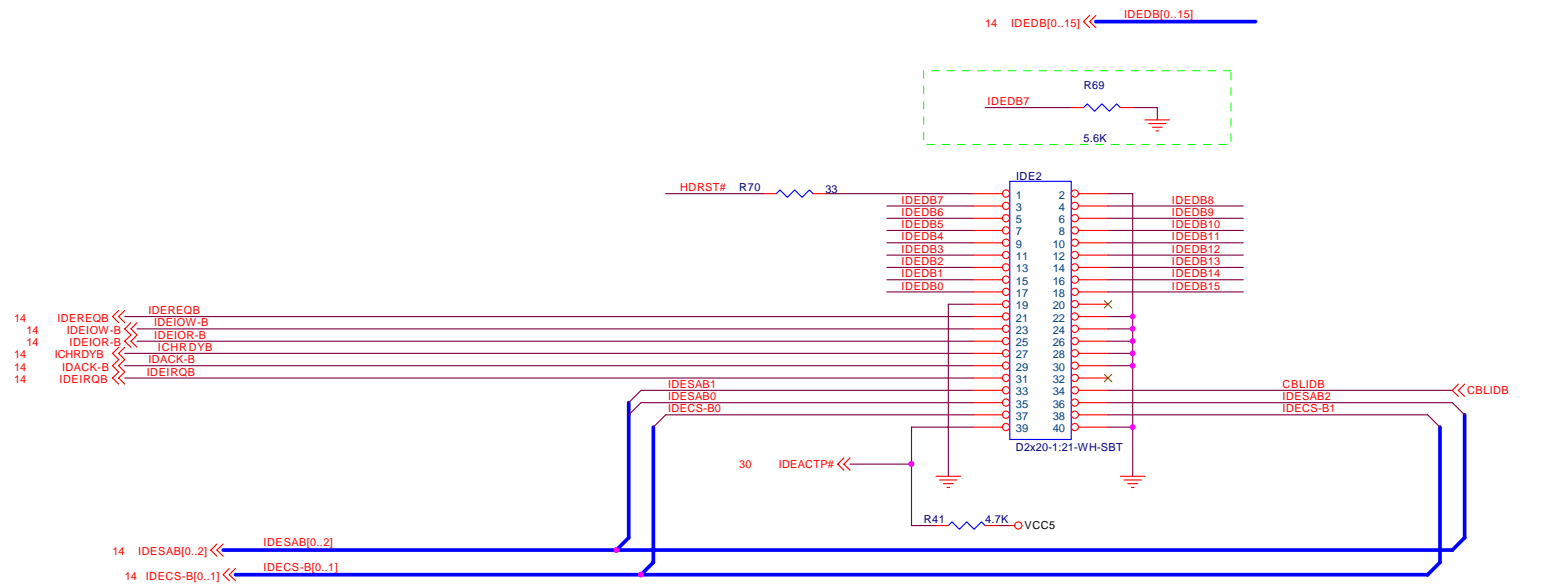 14 IDEDB[0..15] IDEDB[0..15]
R69
IDEDB7
5.6K
IDE2
HDRST# R70 33 1 2
IDEDB7 3 4 IDEDB8
IDEDB6 5 6 IDEDB9
IDEDB5 7 8 IDEDB10
IDEDB4 9 10 IDEDB11
IDEDB3 11 12 IDEDB12
IDEDB2 13 14 IDEDB13
IDEDB1 15 16 IDEDB14
IDEDB0 17 18 IDEDB15
19 20
14 IDEREQB IDEREQB 21 22
14 IDEIOW-B IDEIOW-B 23 24
14 IDEIOR-B IDEIOR-B 25 26
14 ICHRDYB ICHRDYB 27 28
14 IDACK-B IDACK-B 29 30
14 IDEIRQB IDEIRQB 31 32
IDESAB1 33 34 CBLIDB CBLIDB
IDESAB0 35 36 IDESAB2
IDECS-B0 37 38 IDECS-B1
39 40
D2x20-1:21-WH-SBT
30 IDEACTP#
R41 4.7K VCC5
14 IDESAB[0..2] IDESAB[0..2]
14 IDECS-B[0..1] IDECS-B[0..1]